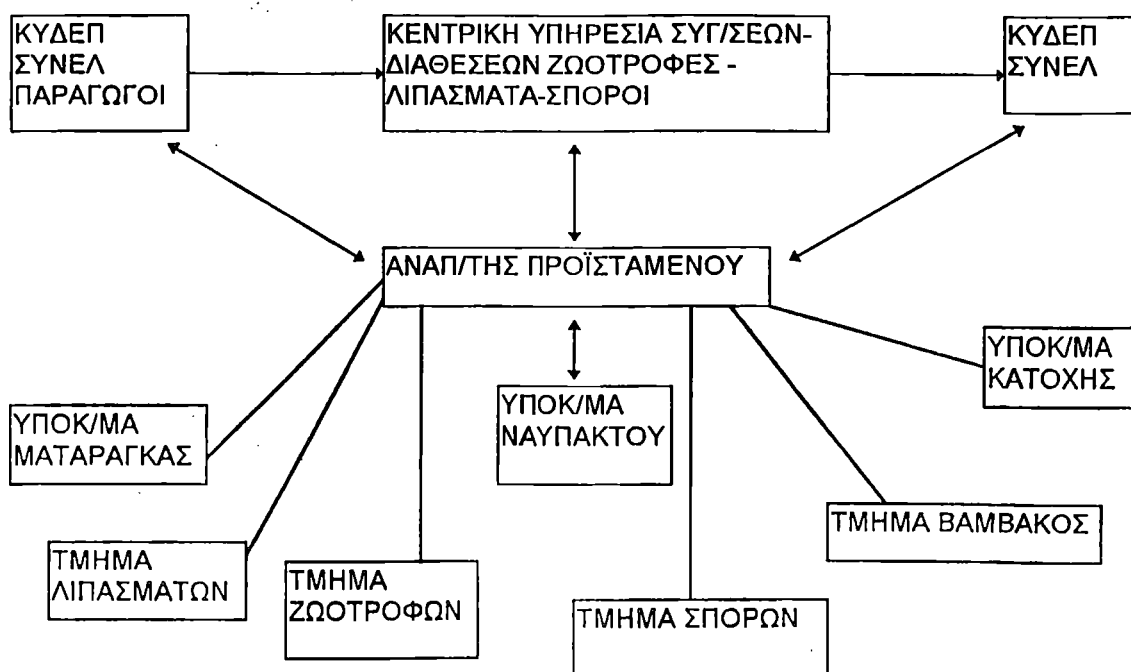 ΚΥΔΕΠ
ΣΥΝΕΛ
ΠΑΡΑΓΩΓΟΙ
ΚΕΝΤΡΙΚΗ ΥΠΗΡΕΣΙΑ ΣΥΓ/ΣΕΩΝ-
ΔΙΑΘΕΣΕΩΝ ΖΩΟΤΡΟΦΕΣ -
ΛΙΠΑΣΜΑΤΑ-ΣΠΟΡΟΙ
ΚΥΔΕΠ
ΣΥΝΕΛ
ΑΝΑΠ/ΤΗΣ ΠΡΟΪΣΤΑΜΕΝΟΥ
ΥΠΟΚ/ΜΑ
ΚΑΤΟΧΗΣ
ΥΠΟΚ/ΜΑ
ΝΑΥΠΑΚΤΟΥ
ΥΠΟΚ/ΜΑ
ΜΑΤΑΡΑΓΚΑΣ
ΤΜΗΜΑ ΒΑΜΒΑΚΟΣ
ΤΜΗΜΑ
ΛΙΠΑΣΜΑΤΩΝ
ΤΜΗΜΑ
ΖΩΟΤΡΟΦΩΝ
ΤΜΗΜΑ ΣΠΟΡΩΝ